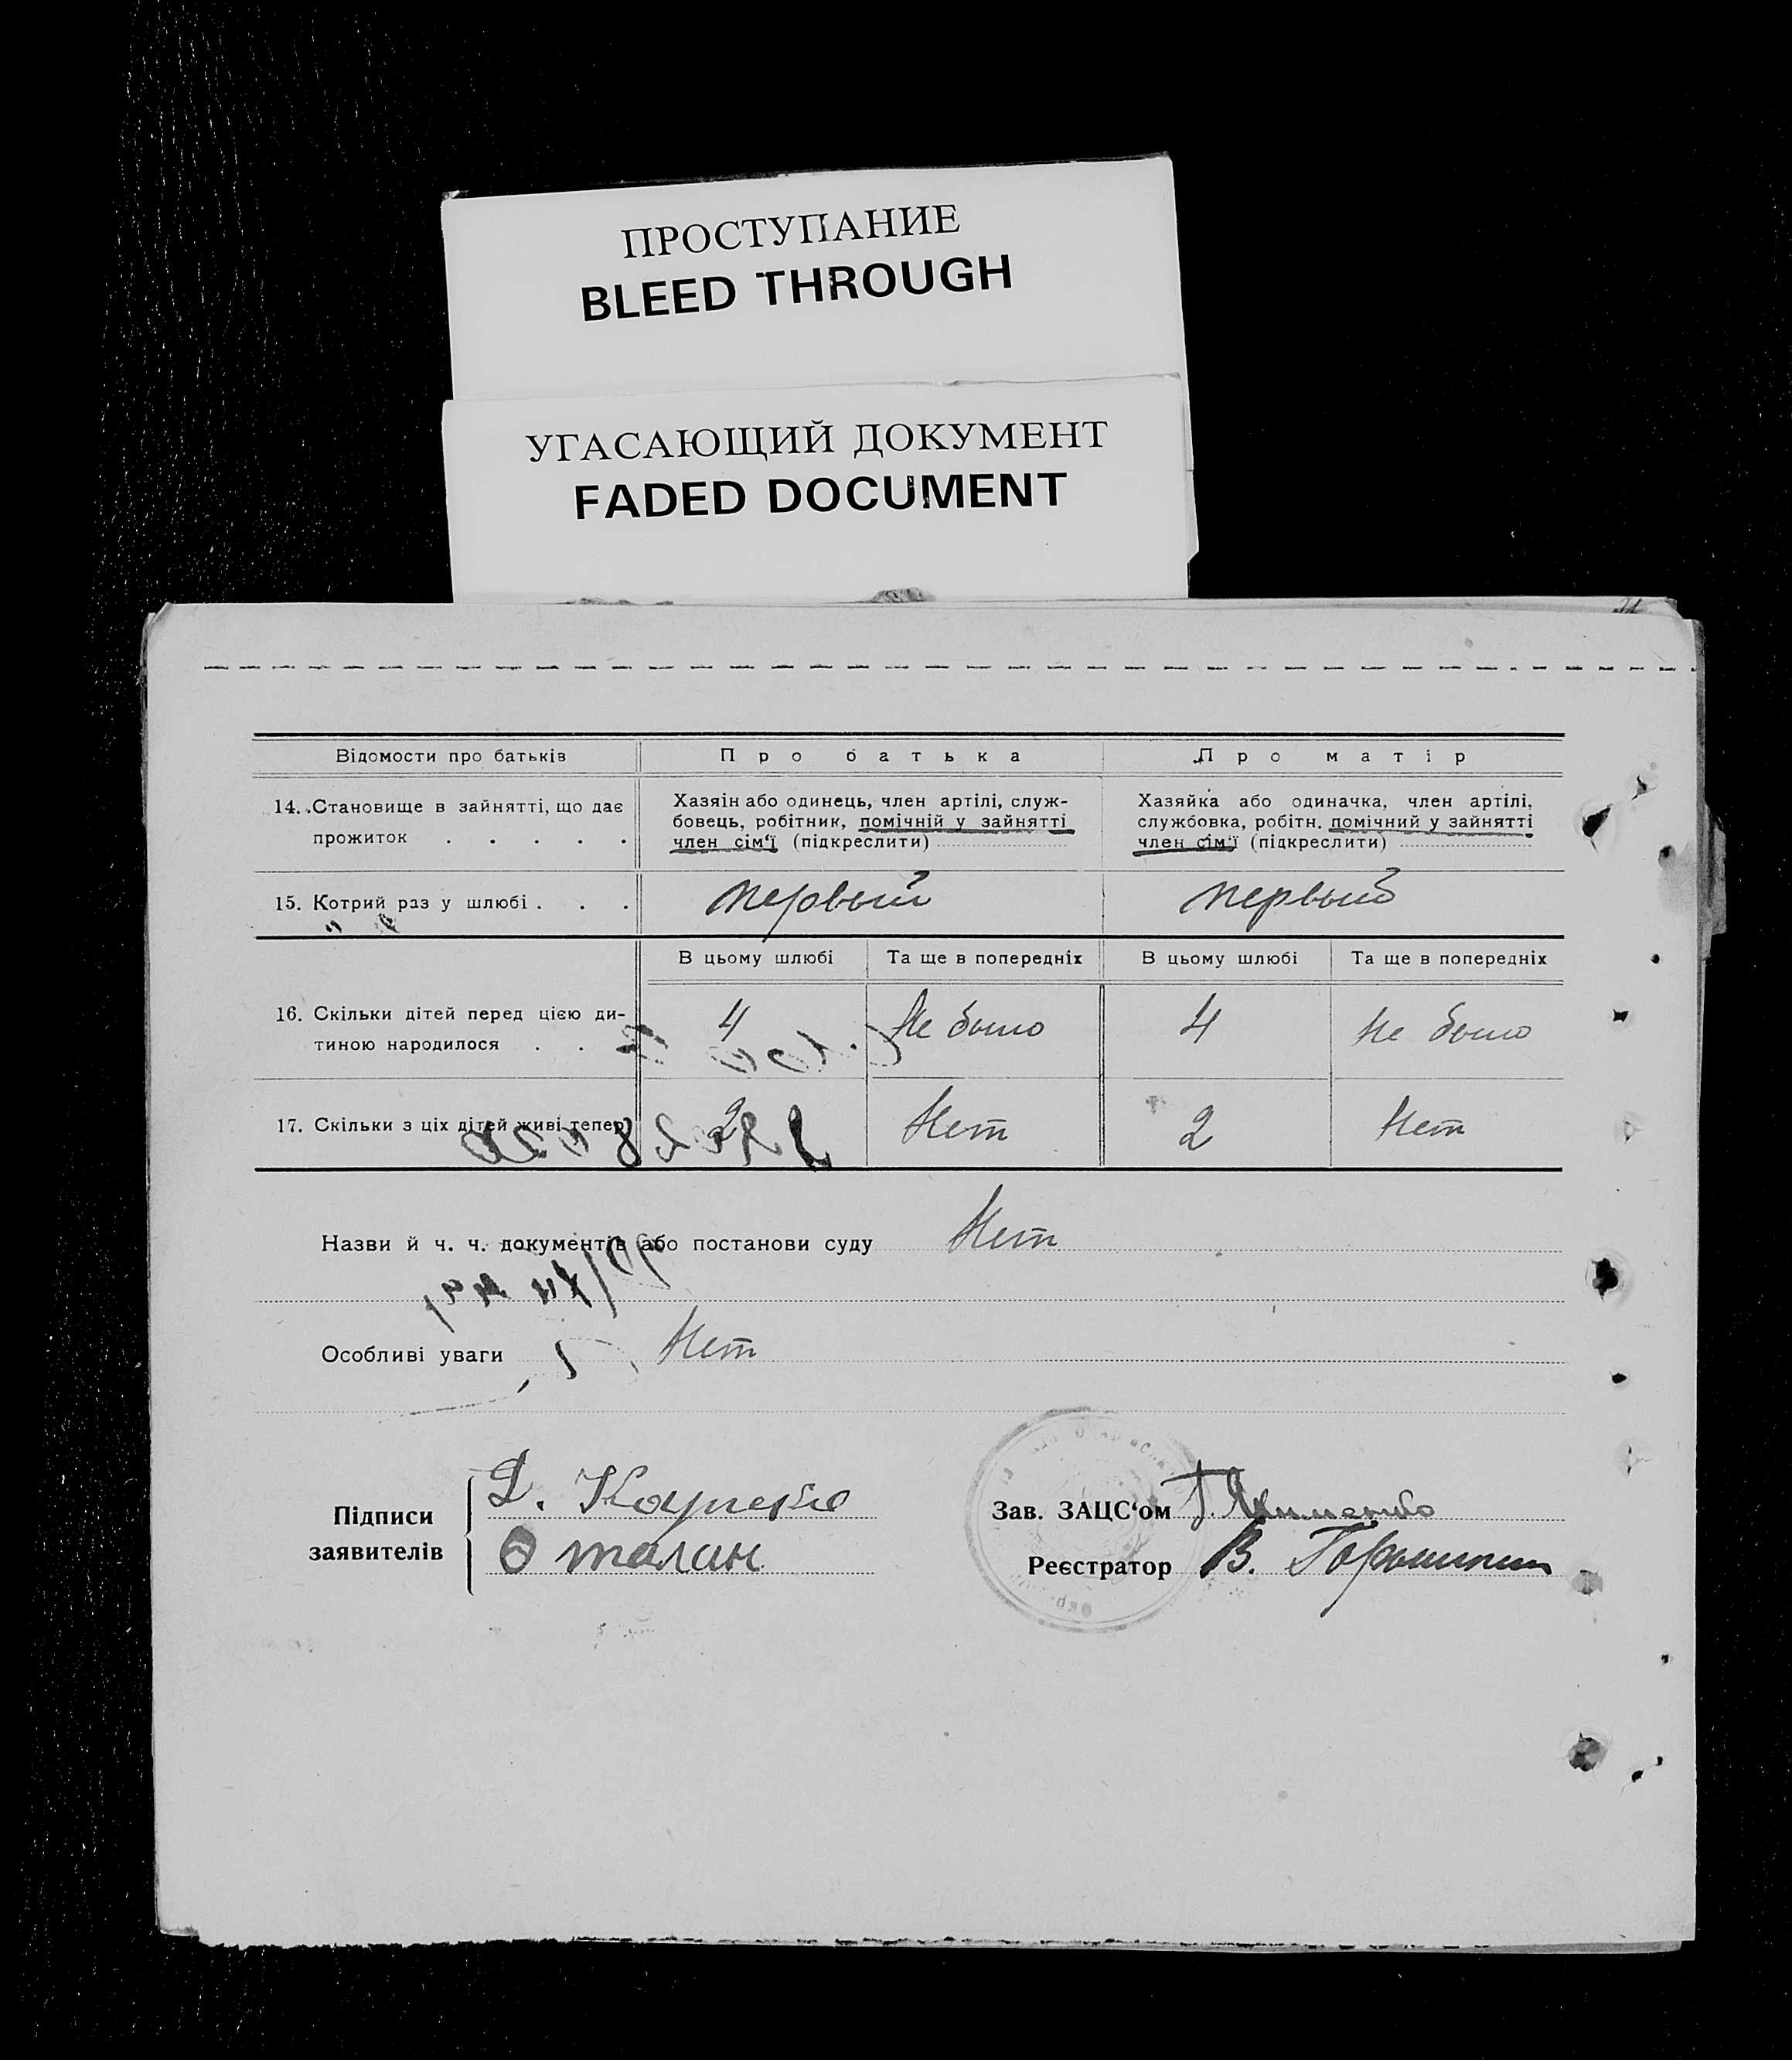 ПРОСТУПАНИЕ
BLEED THROUGH
УГАСАЮЩИЙ ДОКУМЕНТ
FADED DOCUMENT
Відомости про батьків
Про батька
Про матір
14. Становище в зайнятті, що дає
прожиток . . . . .
Хазяін або одинець, член артілі, служ-
бовець, робітник, помічній у зайнятті
член сім‘ї (підкреслити)
Хазяйка або одиначка, член артілі,
службовка, робітн. помічний у зайнятті
член сім‘ї (підкреслити)
15. Котрий раз у шлюбі . . .
первый
первый
В цьому шлюбі
Та ще в попередніх
В цьому шлюбі
Та ще в попередніх
16. Скільки дітей перед цією ди-
тиною народилося . .
4
Не было
4
Не было
17. Скільки з ціх дітей живі тепер
2
Нет
2
Нет
Назви й ч. ч. документів або постанови суду Нет
Особливі уваги Нет
Підписи
заявителів
Д.
О талан
Зав. ЗАЦС‘ом
Реєстратор В.